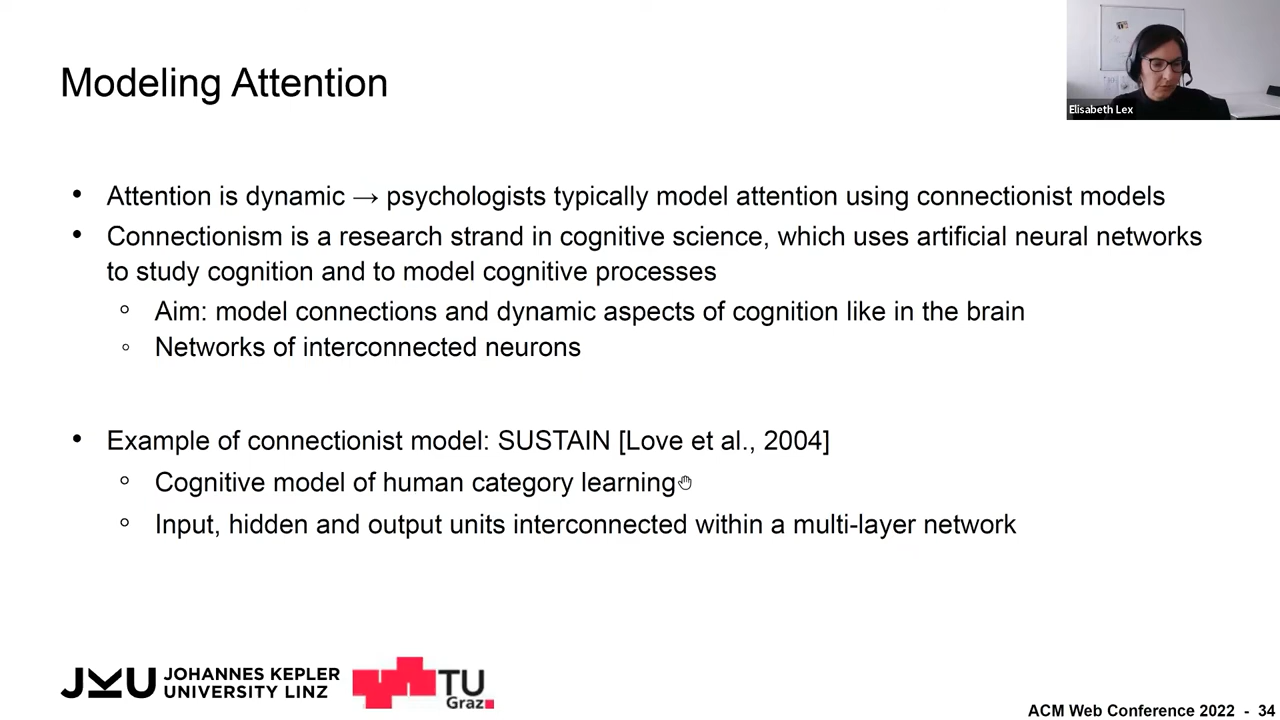 Modeling Attention
Elisabeth Lex
• Attention is dynamic → psychologists typically model attention using connectionist models
• Connectionism is a research strand in cognitive science, which uses artificial neural networks
to study cognition and to model cognitive processes
○ Aim: model connections and dynamic aspects of cognition like in the brain
○ Networks of interconnected neurons
• Example of connectionist model: SUSTAIN [Love et al., 2004]
○ Cognitive model of human category learning
○ Input, hidden and output units interconnected within a multi-layer network
JKU JOHANNES KEPLER
UNIVERSITY LINZ
TU
Graz
ACM Web Conference 2022 - 34